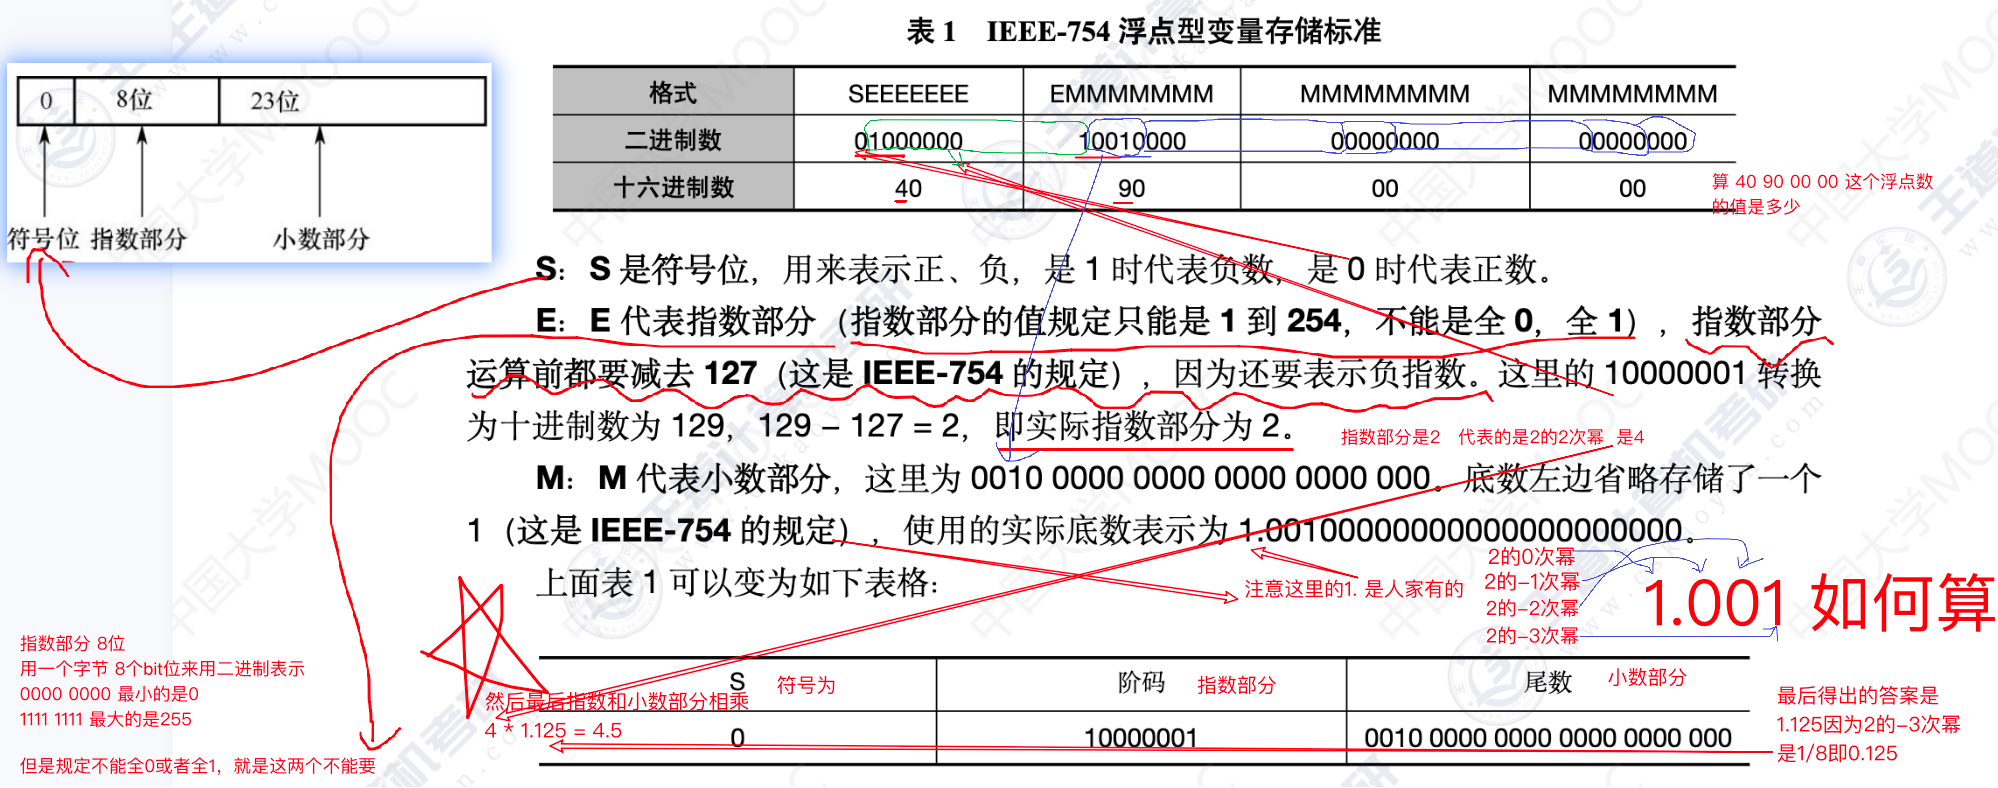 表 1 IEEE-754 浮点型变量存储标准
0 8位 23位
符号位 指数部分 小数部分
格式 SEEEEEEE EMMMMMMM MMMMMMMM MMMMMMMM
二进制数 01000000 10010000 00000000 00000000
十六进制数 40 90 00 00
算 40 90 00 00 这个浮点数
的值是多少
S：S 是符号位，用来表示正、负，是 1 时代表负数，是 0 时代表正数。
E：E 代表指数部分（指数部分的值规定只能是 1 到 254，不能是全 0，全 1），指数部分
运算前都要减去 127（这是 IEEE-754 的规定），因为还要表示负指数。这里的 10000001 转换
为十进制数为 129，129 − 127 = 2，即实际指数部分为 2。
指数部分是2 代表的是2的2次幂 是4
M：M 代表小数部分，这里为 0010 0000 0000 0000 0000 000。底数左边省略存储了一个
1（这是 IEEE-754 的规定），使用的实际底数表示为 1.00100000000000000000000。
上面表 1 可以变为如下表格：
注意这里的1. 是人家有的
2的0次幂
2的-1次幂
2的-2次幂
2的-3次幂
1.001 如何算
指数部分 8位
用一个字节 8个bit位来用二进制表示
0000 0000 最小的是0
1111 1111 最大的是255
但是规定不能全0或者全1，就是这两个不能要
S 符号为 阶码 指数部分 尾数 小数部分
然后最后指数和小数部分相乘
4 * 1.125 = 4.5
0 10000001 0010 0000 0000 0000 0000 000
最后得出的答案是
1.125因为2的-3次幂
是1/8即0.125
中国大学MOOC
王道计算机考研